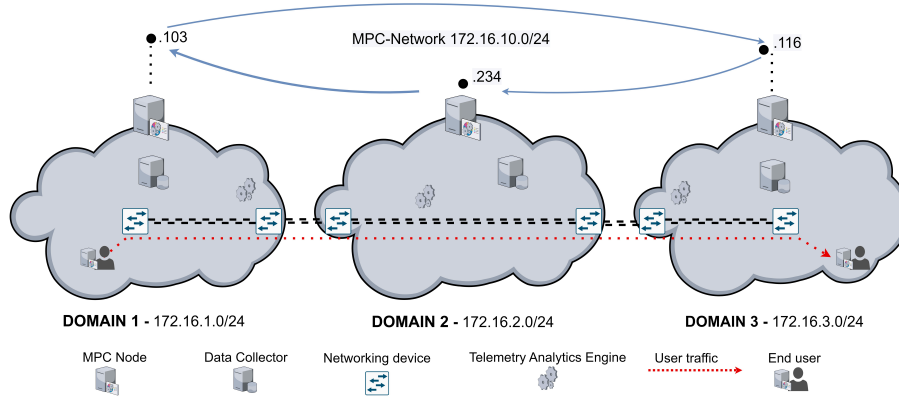 .103
MPC-Network 172.16.10.0/24
.116
.234
DOMAIN 1 - 172.16.1.0/24
DOMAIN 2 - 172.16.2.0/24
DOMAIN 3 - 172.16.3.0/24
MPC Node
Data Collector
Networking device
Telemetry Analytics Engine
User traffic
End user